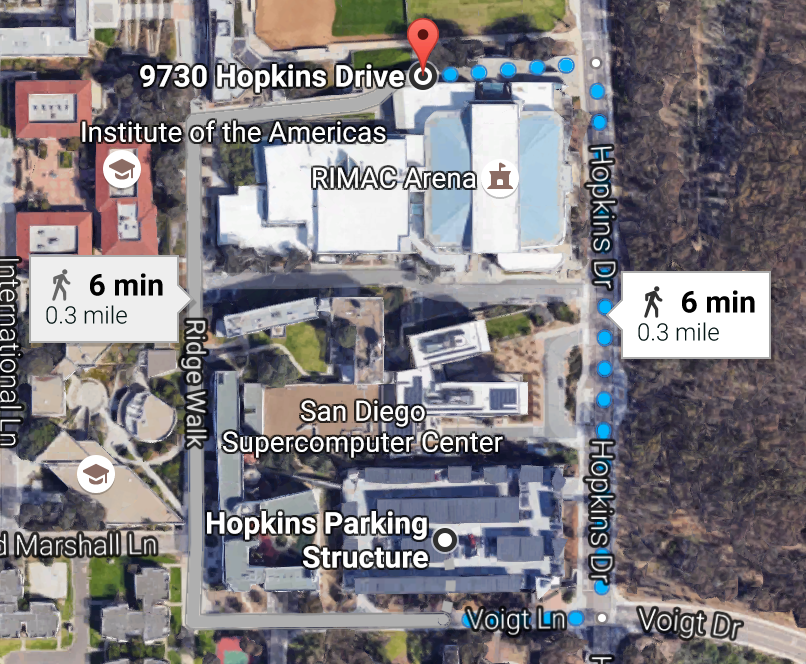 9730 Hopkins Drive
Institute of the Americas
RIMAC Arena
Hopkins Dr
6 min
0.3 mile
6 min
0.3 mile
International Ln
RidgeWalk
San Diego
Supercomputer Center
Hopkins Dr
Hopkins Parking
Structure
d Marshall Ln
Voigt Ln
Voigt Dr
H